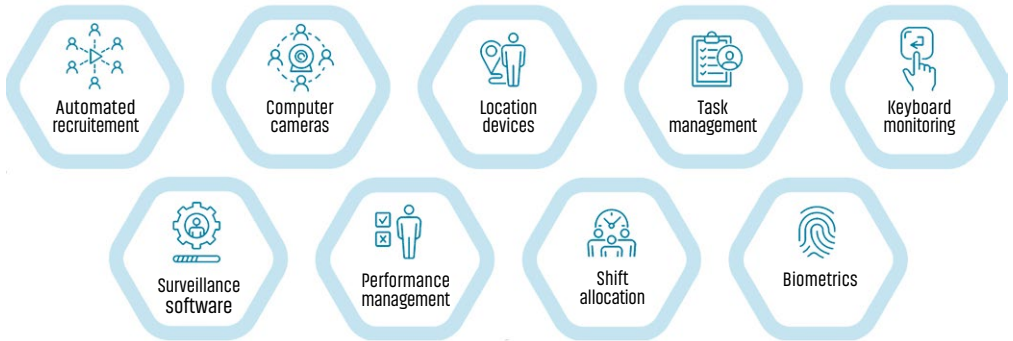 Automated
recruitement
Computer
cameras
Location
devices
Task
management
Keyboard
monitoring
Surveillance
software
Performance
management
Shift
allocation
Biometrics